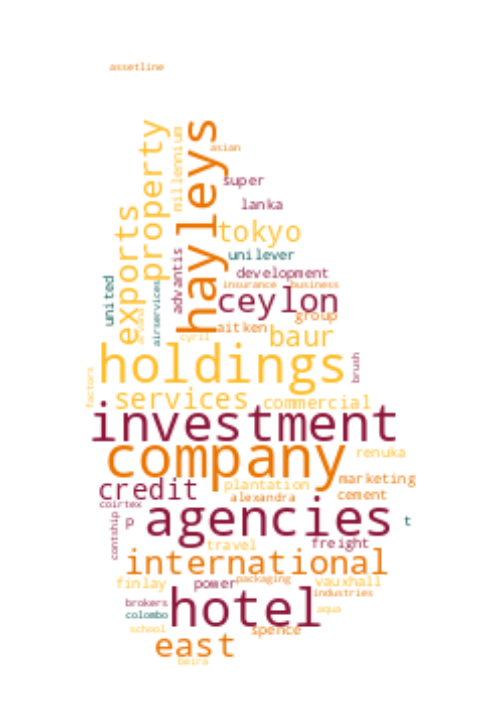 assetline
hayleys
property
millennium
asian
super
lanka
exports
tokyo
unilever
advantis
development
united
airservices
insurance
business
ceylon
group
aitken
baur
cyril
holdings
brush
factors
services
commercial
investment
company
renuka
credit
plantation
marketing
alexandra
cement
coirtex
agencies
p
t
contship
travel
freight
international
finlay
power
packaging
vauxhall
industries
hotel
brokers
colombo
aqua
school
spence
east
beira